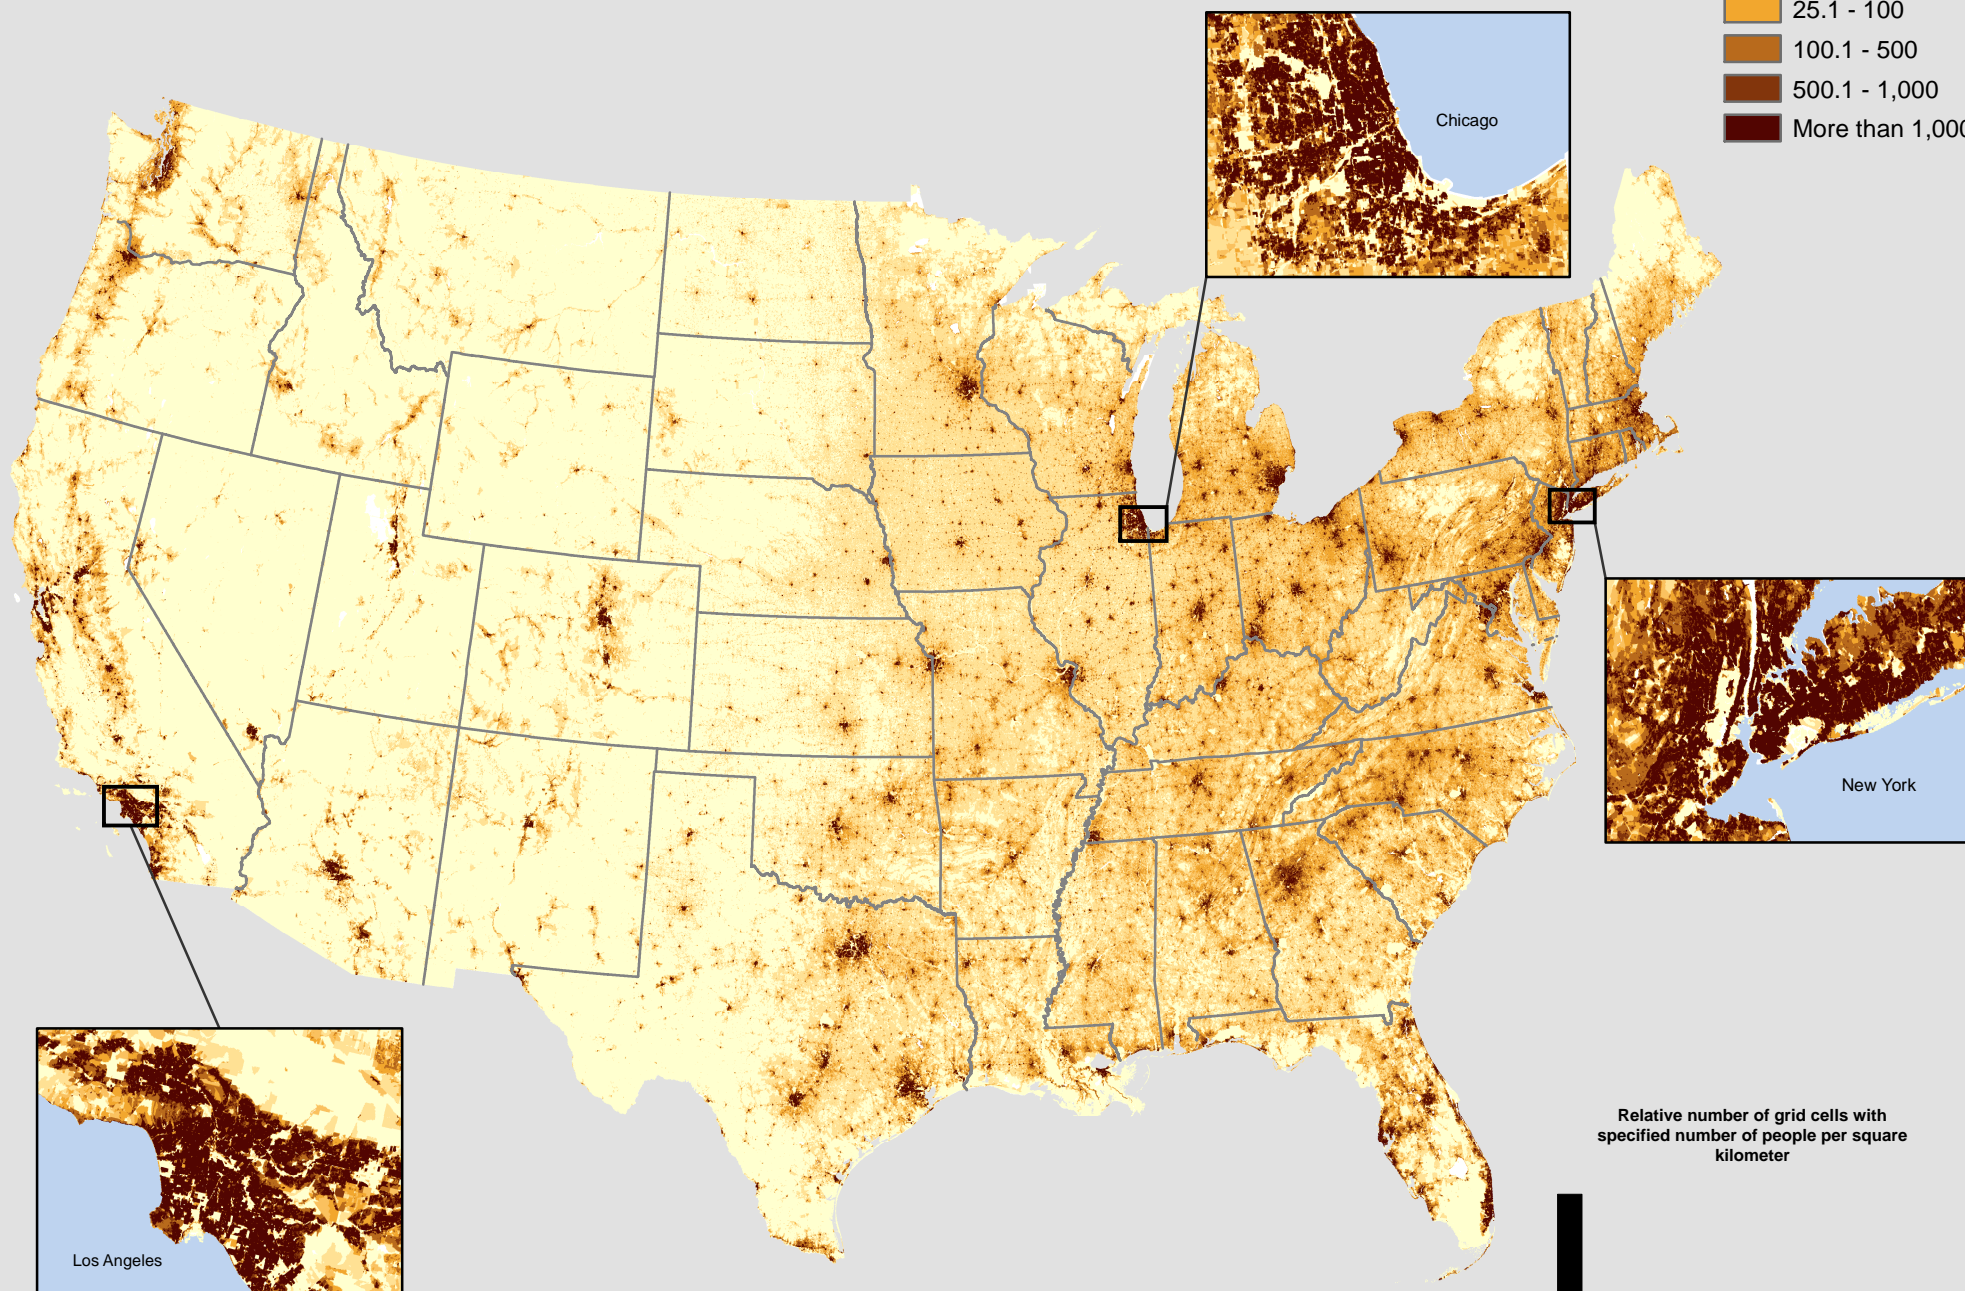 25.1 - 100
100.1 - 500
500.1 - 1,000
More than 1,000
Chicago
New York
Los Angeles
Relative number of grid cells with
specified number of people per square
kilometer